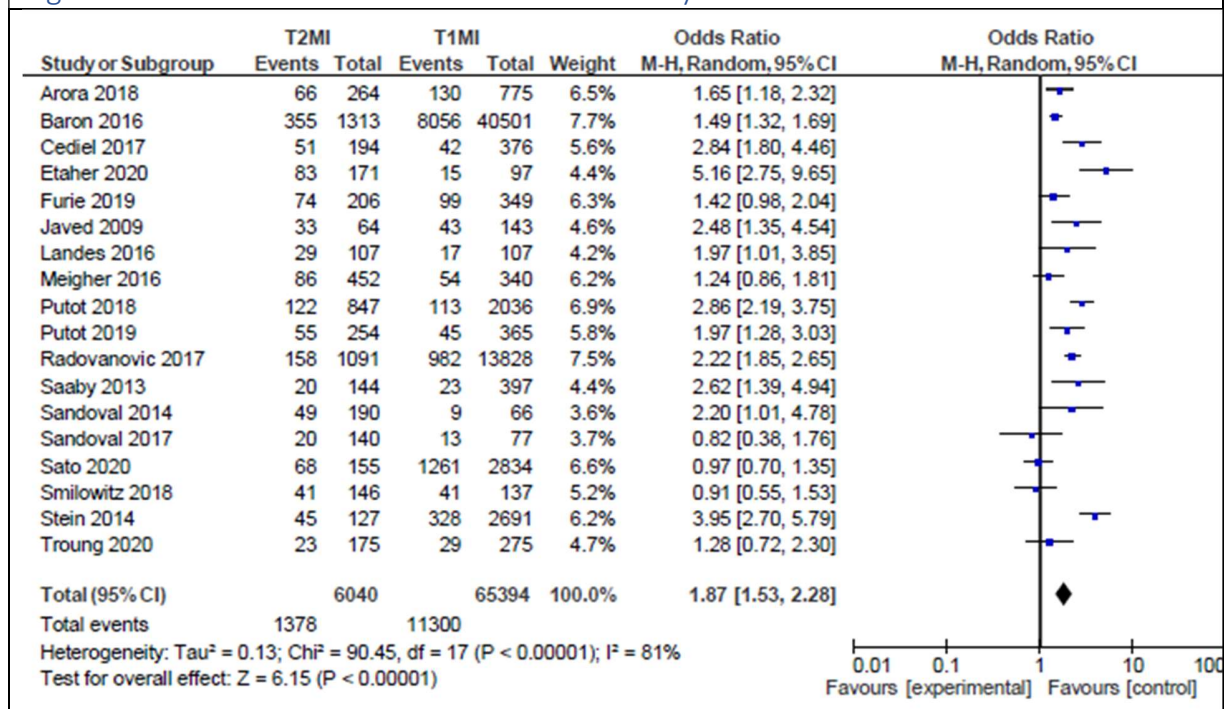 T2MI T1MI Odds Ratio Odds Ratio
Study or Subgroup Events Total Events Total Weight M-H, Random, 95% CI M-H, Random, 95% CI
Arora 2018 66 264 130 775 6.5% 1.65 [1.18, 2.32]
Baron 2016 355 1313 8056 40501 7.7% 1.49 [1.32, 1.69]
Cediel 2017 51 194 42 376 5.6% 2.84 [1.80, 4.46]
Etaher 2020 83 171 15 97 4.4% 5.16 [2.75, 9.65]
Furie 2019 74 206 99 349 6.3% 1.42 [0.98, 2.04]
Javed 2009 33 64 43 143 4.6% 2.48 [1.35, 4.54]
Landes 2016 29 107 17 107 4.2% 1.97 [1.01, 3.85]
Meigher 2016 86 452 54 340 6.2% 1.24 [0.86, 1.81]
Putot 2018 122 847 113 2036 6.9% 2.86 [2.19, 3.75]
Putot 2019 55 254 45 365 5.8% 1.97 [1.28, 3.03]
Radovanovic 2017 158 1091 982 13828 7.5% 2.22 [1.85, 2.65]
Saaby 2013 20 144 23 397 4.4% 2.62 [1.39, 4.94]
Sandoval 2014 49 190 9 66 3.6% 2.20 [1.01, 4.78]
Sandoval 2017 20 140 13 77 3.7% 0.82 [0.38, 1.76]
Sato 2020 68 155 1261 2834 6.6% 0.97 [0.70, 1.35]
Smilowitz 2018 41 146 41 137 5.2% 0.91 [0.55, 1.53]
Stein 2014 45 127 328 2691 6.2% 3.95 [2.70, 5.79]
Troung 2020 23 175 29 275 4.7% 1.28 [0.72, 2.30]
Total (95% CI) 6040 65394 100.0% 1.87 [1.53, 2.28]
Total events 1378 11300
Heterogeneity: Tau² = 0.13; Chi² = 90.45, df = 17 (P < 0.00001); I² = 81%
Test for overall effect: Z = 6.15 (P < 0.00001)
0.01 0.1 1 10 100
Favours [experimental] Favours [control]